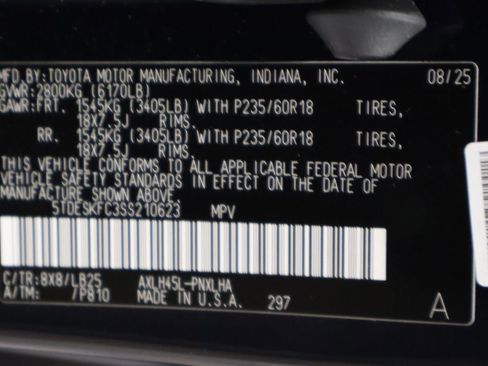 MFD.BY:TOYOTA MOTOR MANUFACTURING, INDIANA, INC. 08/25
GVWR:2800KG (6170LB)
GAWR:FRT. 1545KG (3405LB) WITH P235/60R18 TIRES,
18X7.5J RIMS.
RR. 1545KG (3405LB) WITH P235/60R18 TIRES,
18X7.5J RIMS.
THIS VEHICLE CONFORMS TO ALL APPLICABLE FEDERAL MOTOR
VEHICLE SAFETY STANDARDS IN EFFECT ON THE DATE OF
MANUFACTURE SHOWN ABOVE.
5TDESKFC3SS210623 MPV
C/TR:8X8/LB25 AXLH45L-PNXLHA
A/TM: /P810 MADE IN U.S.A. 297
A